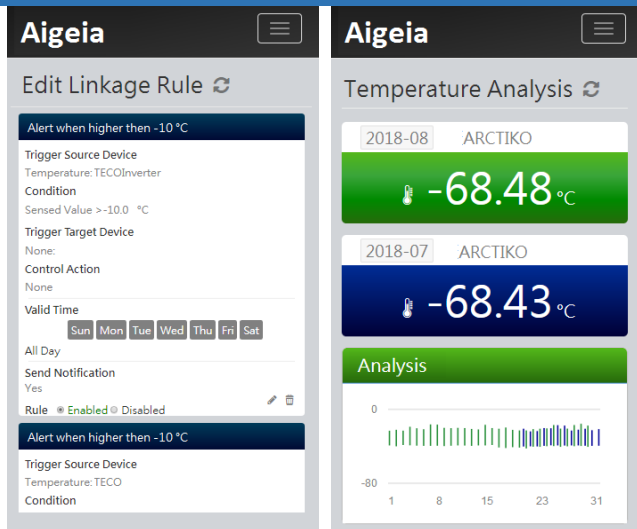 Aigeia
Edit Linkage Rule
Alert when higher then -10 °C
Trigger Source Device
Temperature: TECOInverter
Condition
Sensed Value >-10.0 °C
Trigger Target Device
None:
Control Action
None
Valid Time
Sun Mon Tue Wed Thu Fri Sat
All Day
Send Notification
Yes
Rule Enabled Disabled
Alert when higher then -10 °C
Trigger Source Device
Temperature: TECO
Condition
Aigeia
Temperature Analysis
2018-08 ARCTIKO
-68.48 °C
2018-07 ARCTIKO
-68.43 °C
Analysis
0
-80
1 8 15 23 31